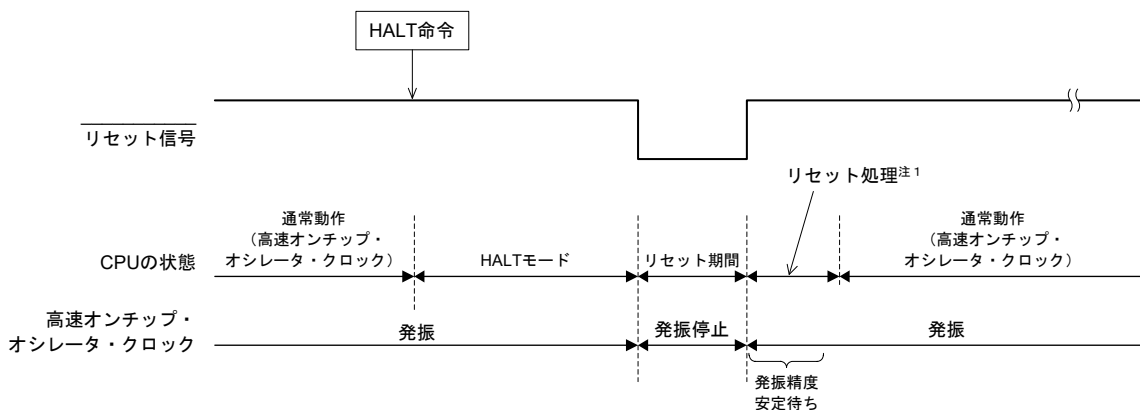 HALT命令
リセット信号
リセット処理注1
通常動作
（高速オンチップ・
オシレータ・クロック）
通常動作
（高速オンチップ・
オシレータ・クロック）
CPUの状態
HALTモード
リセット期間
高速オンチップ・
オシレータ・クロック
発振
発振停止
発振
発振精度
安定待ち